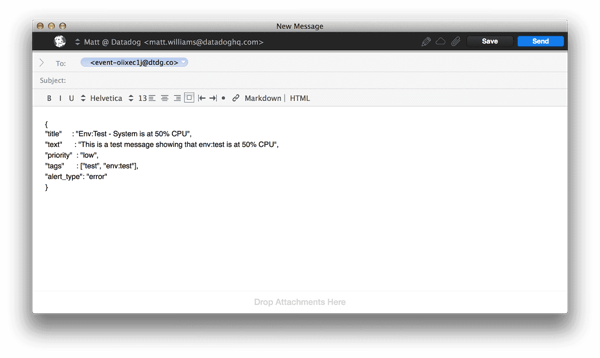 New Message
Matt @ Datadog <matt.williams@datadoghq.com> Save Send
To: <event-oiixec1j@dtdg.co>
Subject:
B I U Helvetica 13 Markdown HTML
{
"title" : "Env:Test - System is at 50% CPU",
"text" : "This is a test message showing that env:test is at 50% CPU",
"priority" : "low",
"tags" : ["test", "env:test"],
"alert_type": "error"
}
Drop Attachments Here